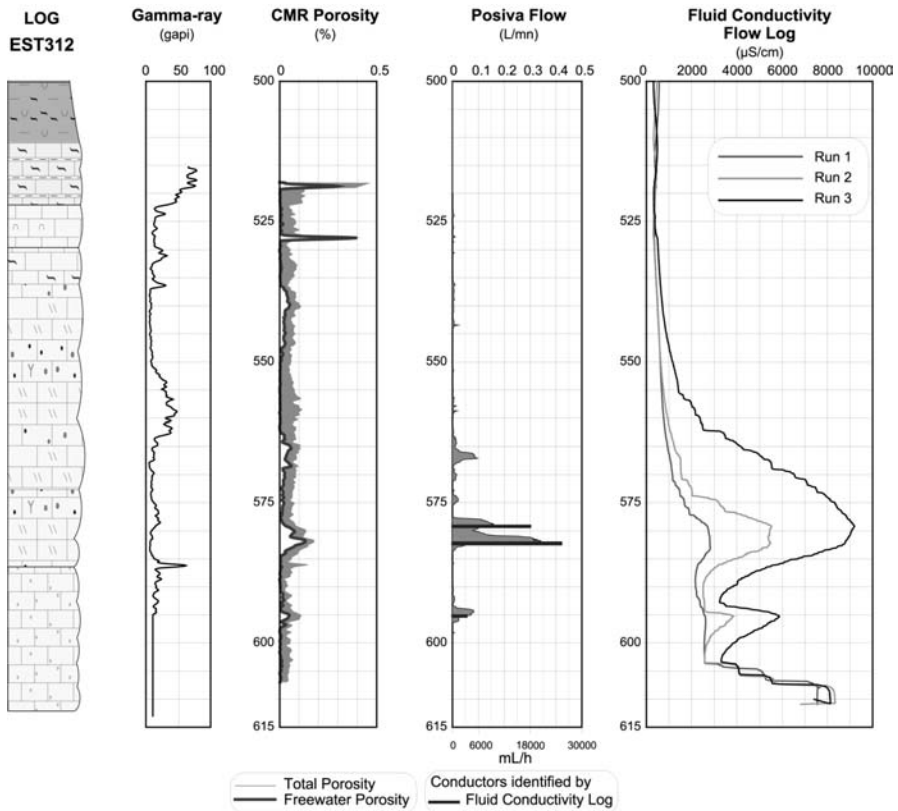 LOG
EST312
Gamma-ray
(gapi)
0 50 100
CMR Porosity
(%)
0 0.5
Posiva Flow
(L/mn)
0 0.1 0.2 0.3 0.4 0.5
Fluid Conductivity
Flow Log
(µS/cm)
0 2000 4000 6000 8000 10000
500 500 500
Run 1
Run 2
Run 3
525 525 525
550 550 550
575 575 575
600 600 600
615 615 615
0 6000 18000 30000
mL/h
Total Porosity
Freewater Porosity
Conductors identified by
Fluid Conductivity Log